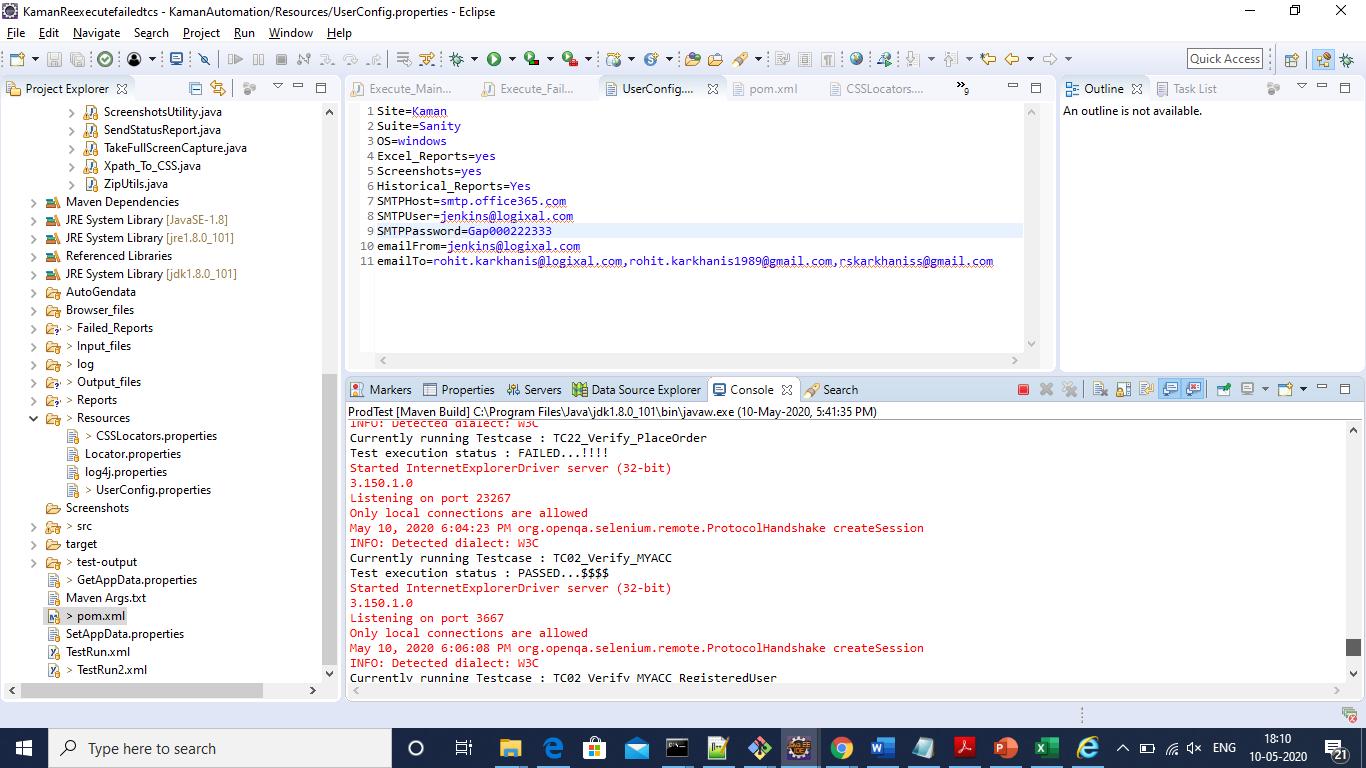 KamanReexecutefailedtcs - KamanAutomation/Resources/UserConfig.properties - Eclipse
File Edit Navigate Search Project Run Window Help
Quick Access
Project Explorer
ScreenshotsUtility.java
SendStatusReport.java
TakeFullScreenCapture.java
Xpath_To_CSS.java
ZipUtils.java
Maven Dependencies
JRE System Library [JavaSE-1.8]
JRE System Library [jre1.8.0_101]
Referenced Libraries
JRE System Library [jdk1.8.0_101]
AutoGendata
Browser_files
> Failed_Reports
Input_files
> log
> Output_files
> Reports
> Resources
> CSSLocators.properties
Locator.properties
log4j.properties
> UserConfig.properties
Screenshots
> src
target
> test-output
> GetAppData.properties
Maven Args.txt
> pom.xml
SetAppData.properties
TestRun.xml
> TestRun2.xml
Execute_Main... Execute_Fail... UserConfig.... pom.xml CSSLocators.... »9
1 Site=Kaman
2 Suite=Sanity
3 OS=windows
4 Excel_Reports=yes
5 Screenshots=yes
6 Historical_Reports=Yes
7 SMTPHost=smtp.office365.com
8 SMTPUser=jenkins@logixal.com
9 SMTPPassword=Gap000222333
10 emailFrom=jenkins@logixal.com
11 emailTo=rohit.karkhanis@logixal.com,rohit.karkhanis1989@gmail.com,rskarkhaniss@gmail.com
Outline Task List
An outline is not available.
Markers Properties Servers Data Source Explorer Console Search
ProdTest [Maven Build] C:\Program Files\Java\jdk1.8.0_101\bin\javaw.exe (10-May-2020, 5:41:35 PM)
INFO: Detected dialect: W3C
Currently running Testcase : TC22_Verify_PlaceOrder
Test execution status : FAILED...!!!!
Started InternetExplorerDriver server (32-bit)
3.150.1.0
Listening on port 23267
Only local connections are allowed
May 10, 2020 6:04:23 PM org.openqa.selenium.remote.ProtocolHandshake createSession
INFO: Detected dialect: W3C
Currently running Testcase : TC02_Verify_MYACC
Test execution status : PASSED...$$$$
Started InternetExplorerDriver server (32-bit)
3.150.1.0
Listening on port 3667
Only local connections are allowed
May 10, 2020 6:06:08 PM org.openqa.selenium.remote.ProtocolHandshake createSession
INFO: Detected dialect: W3C
Currently running Testcase : TC02_Verify_MYACC_RegisteredUser
Type here to search
ENG
18:10
10-05-2020
21